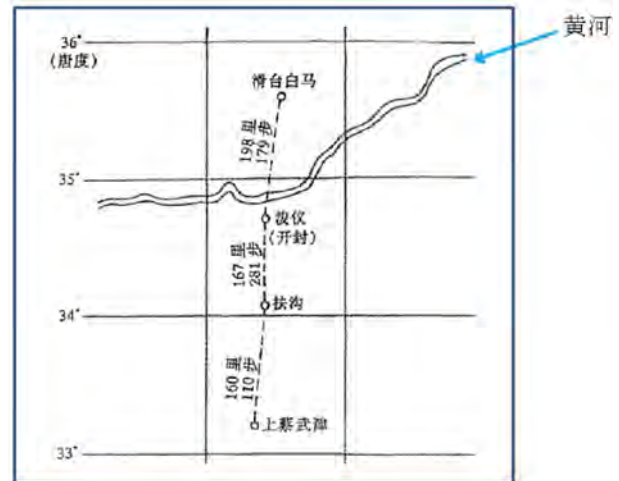 黄河
36°
(唐度)
滑台白马
198里
179步
35°
浚仪
(开封)
167里
281步
扶沟
34°
160里
110步
上蔡武津
33°